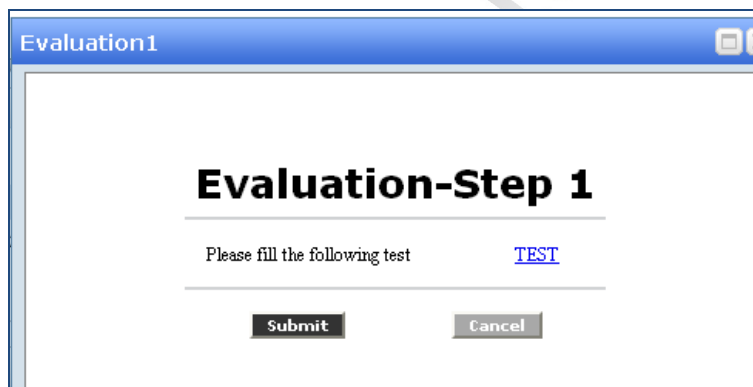 Evaluation1
Evaluation-Step 1
Please fill the following test TEST
Submit Cancel